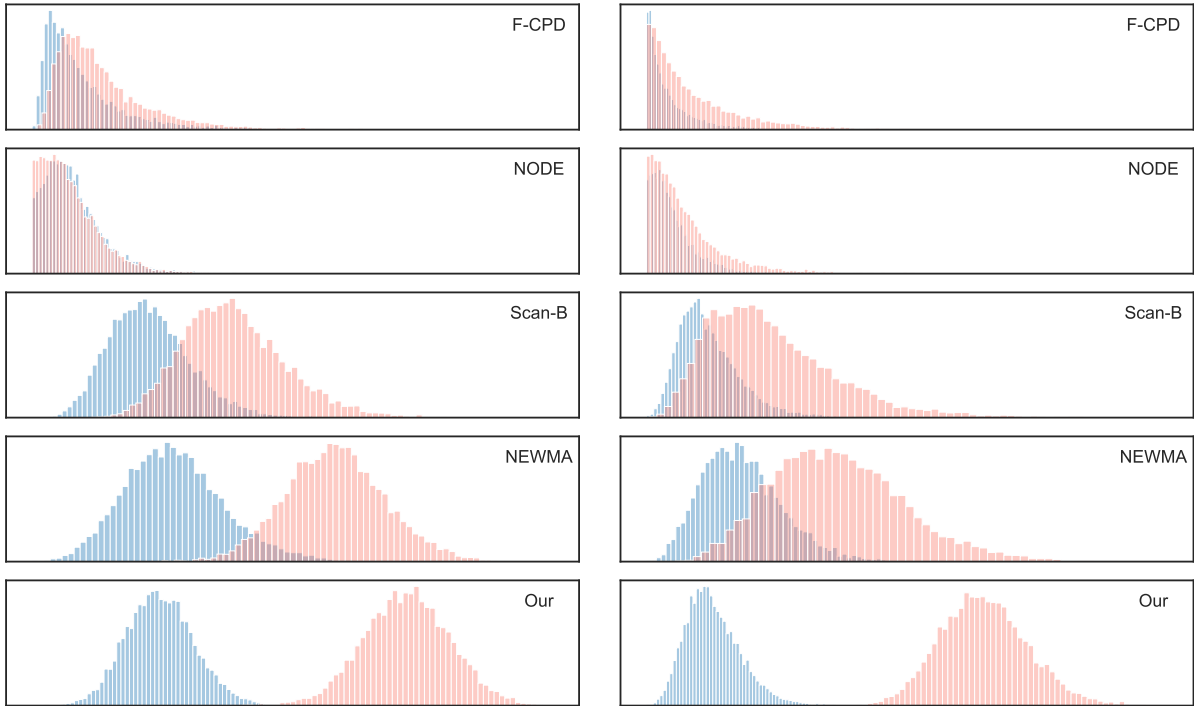 F-CPD
F-CPD
NODE
NODE
Scan-B
Scan-B
NEWMA
NEWMA
Our
Our